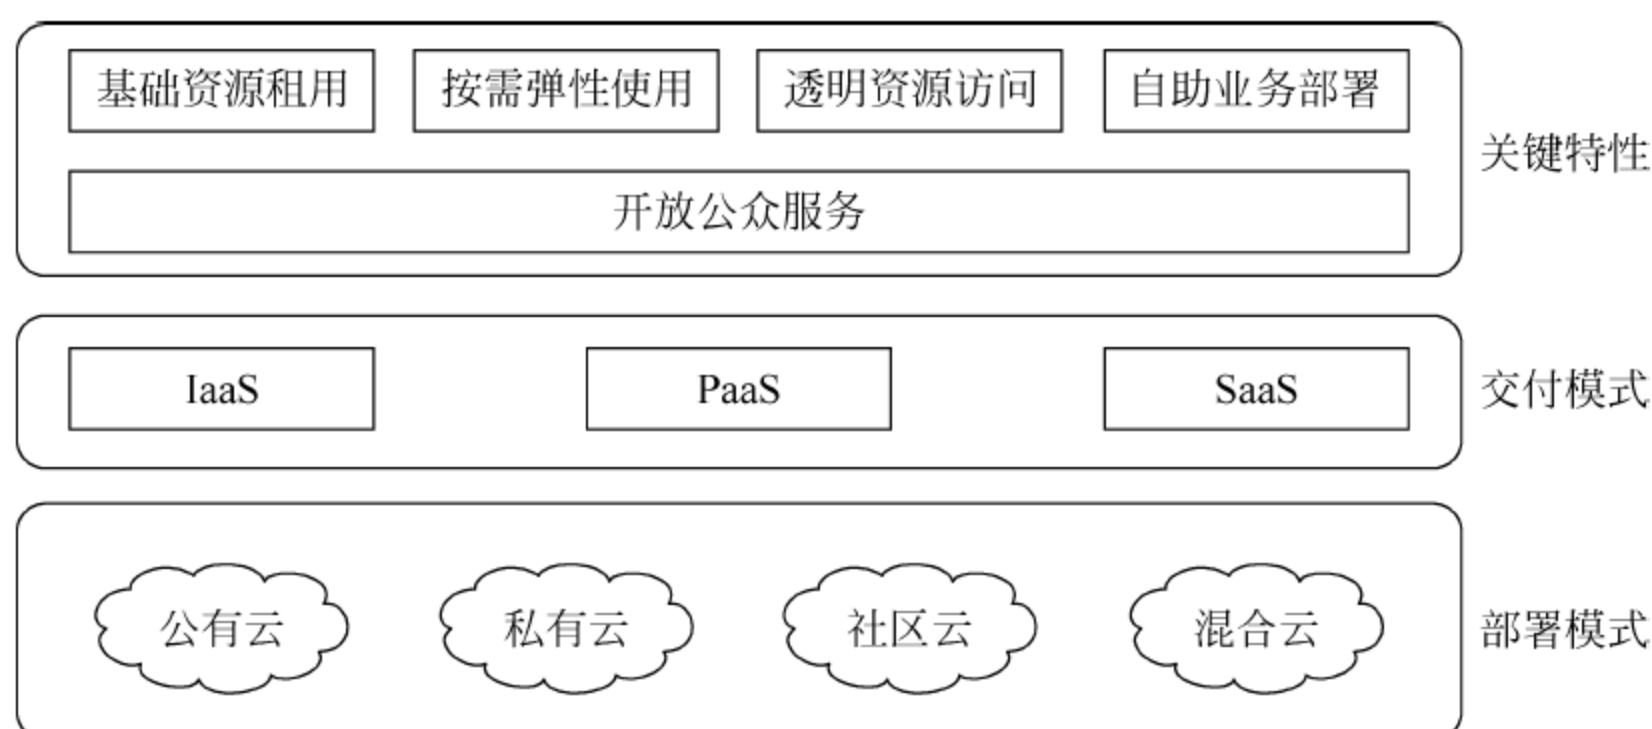 基础资源租用 按需弹性使用 透明资源访问 自助业务部署
开放公众服务
关键特性
IaaS PaaS SaaS
交付模式
公有云 私有云 社区云 混合云
部署模式